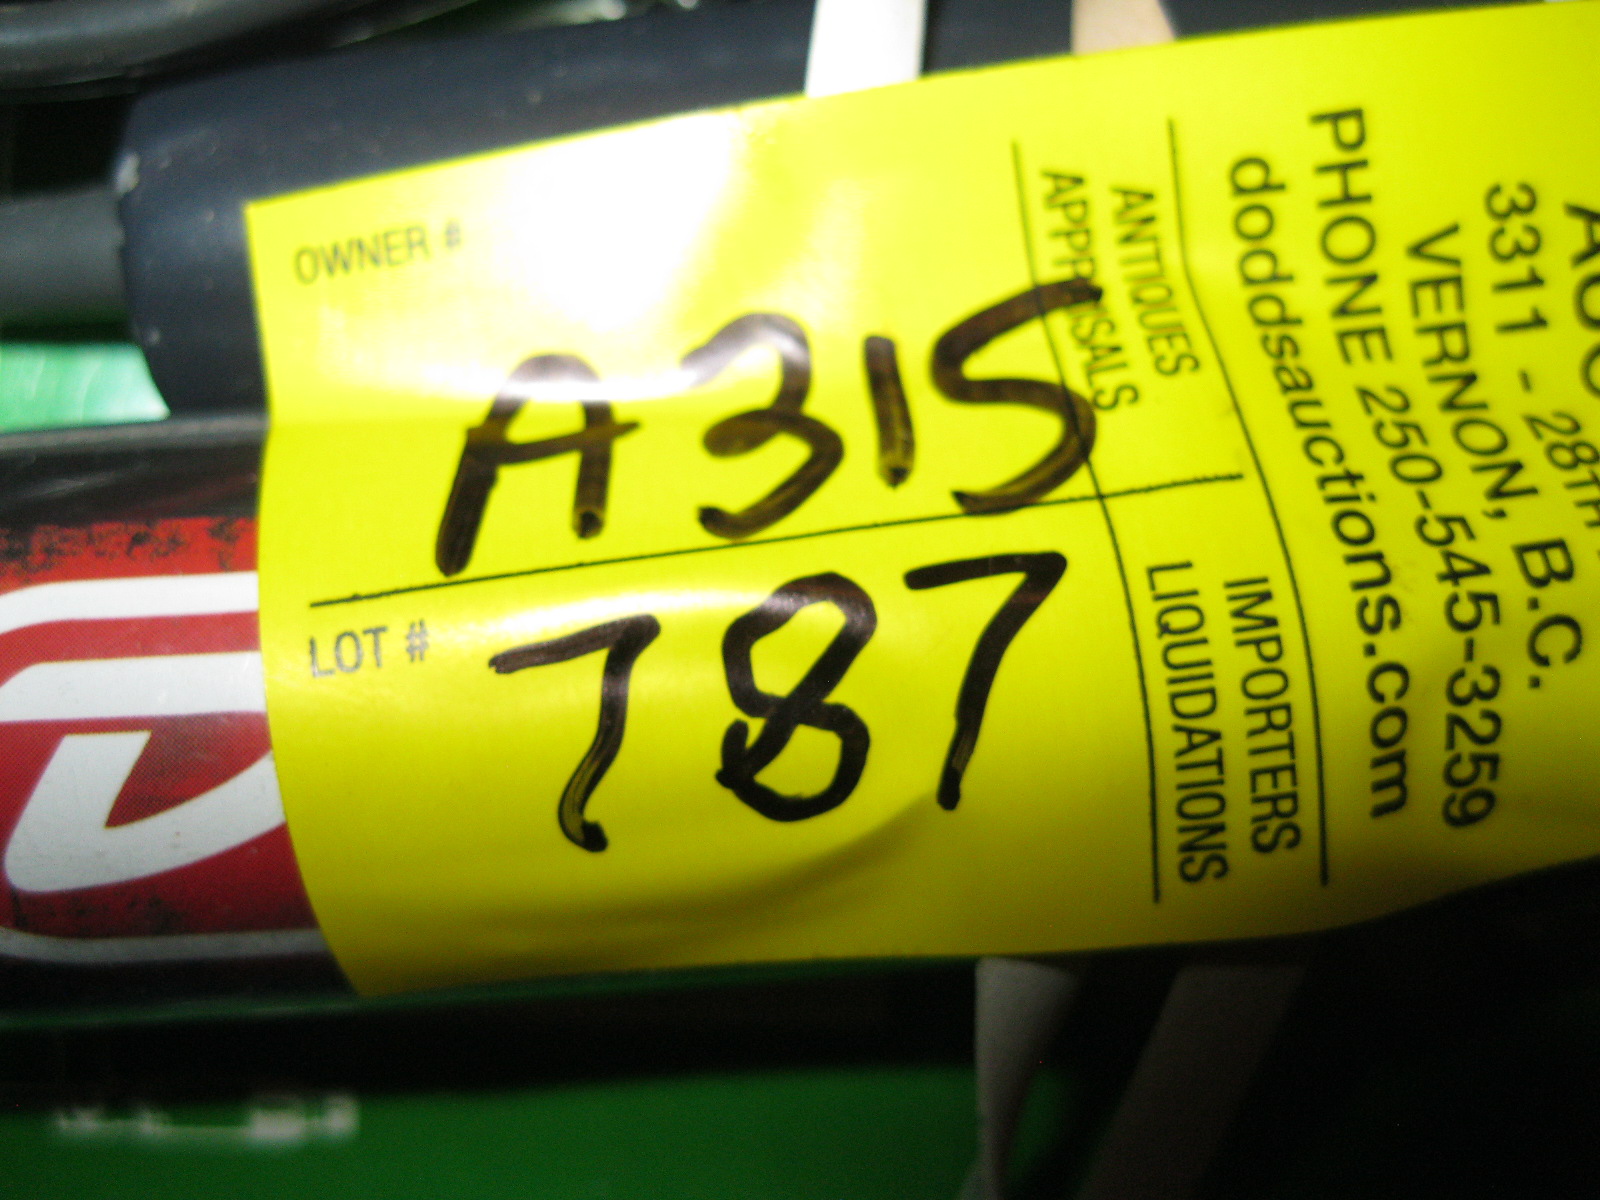 OWNER #
A315
LOT #
787
ANTIQUES
APPRAISALS
IMPORTERS
LIQUIDATIONS
3311 - 28TH
VERNON, B.C.
PHONE 250-545-3259
doddsauctions.com